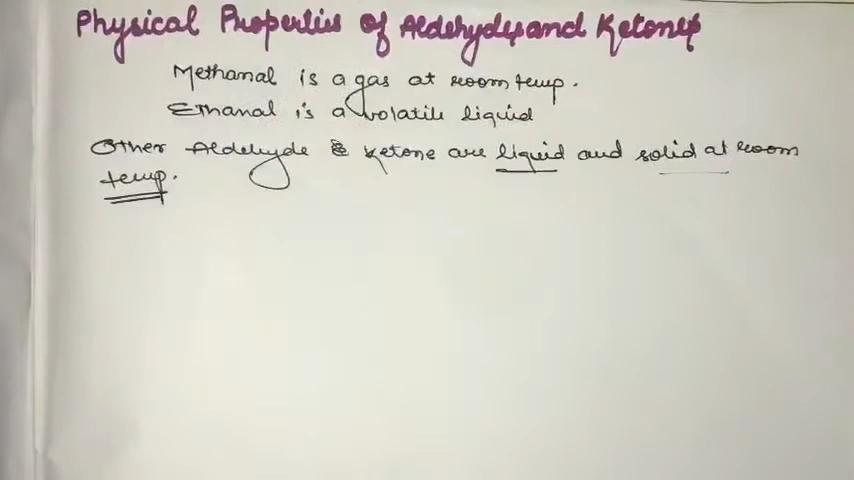 Physical Properties of Aldehydes and Ketones
Methanal is a gas at room temp.
Ethanal is a volatile liquid
Other Aldehyde & Ketone are liquid and solid at room
temp.